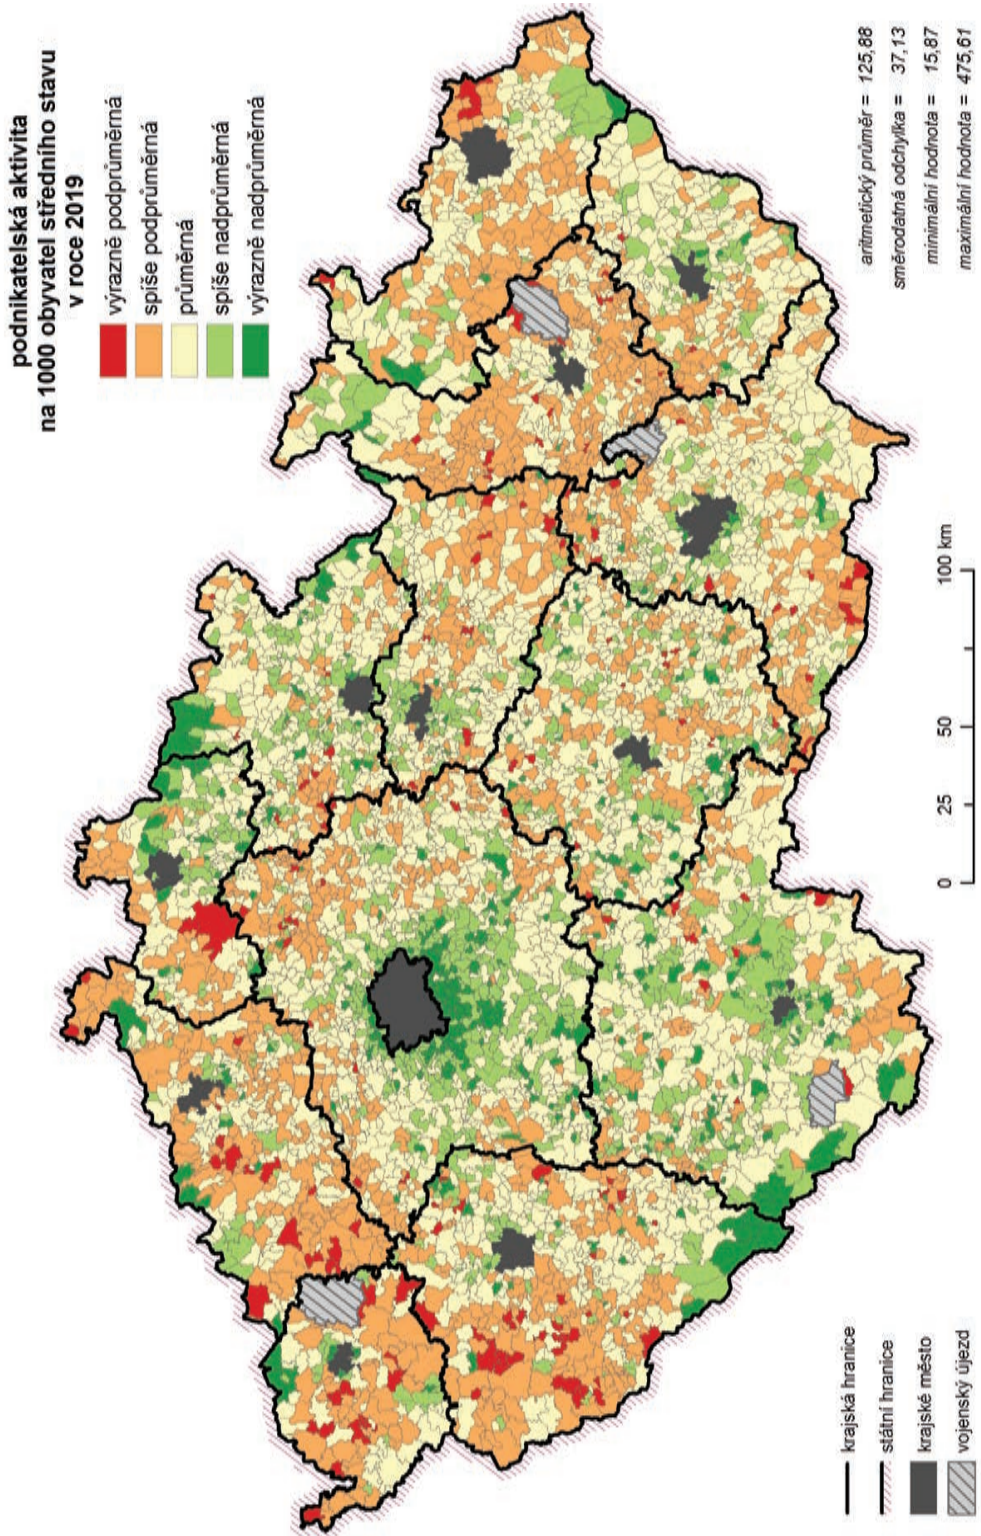 podnikatelská aktivita
na 1000 obyvatel středního stavu
v roce 2019
výrazně podprůměrná
spíše podprůměrná
průměrná
spíše nadprůměrná
výrazně nadprůměrná
krajská hranice
státní hranice
krajské město
vojenský újezd
0 25 50 100 km
aritmetický průměr = 125,88
směrodatná odchylka = 37,13
minimální hodnota = 15,87
maximální hodnota = 475,61